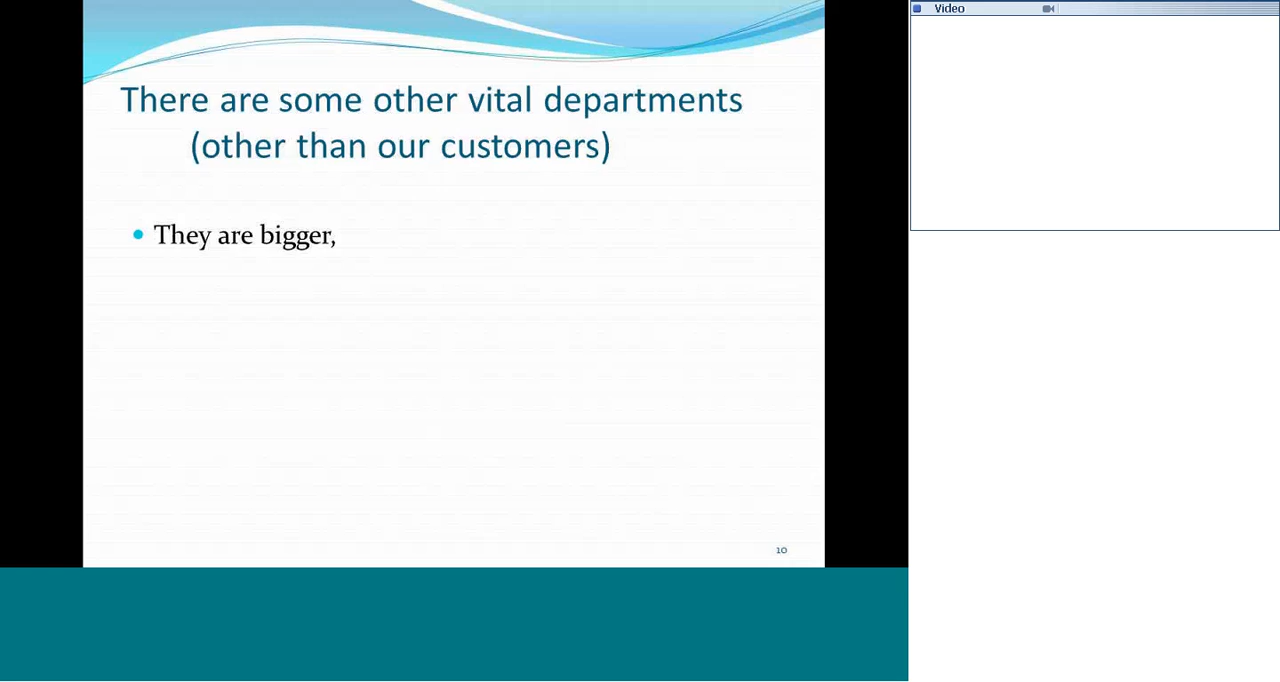 Video
There are some other vital departments
(other than our customers)
They are bigger,
10